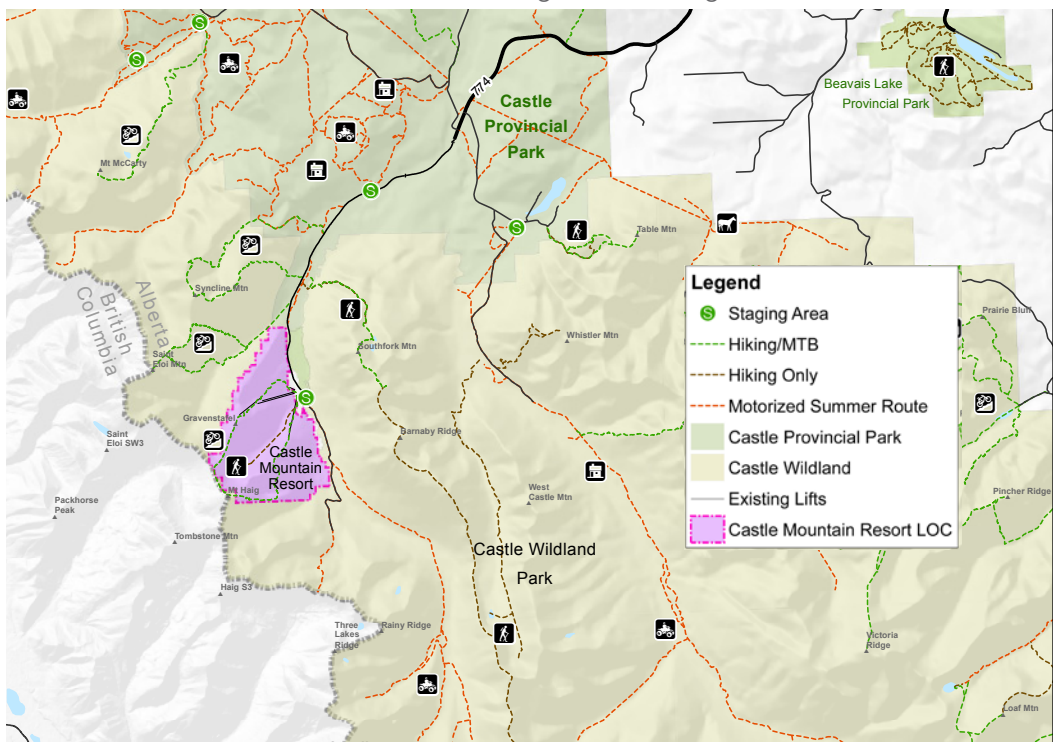 S
S
774
Castle
Provincial
Park
Beavais Lake
Provincial Park
Mt McCarty
S
S
Table Mtn
Alberta
British
Columbia
Syncline Mtn
Legend
S Staging Area
Hiking/MTB
Hiking Only
Motorized Summer Route
Castle Provincial Park
Castle Wildland
Existing Lifts
Castle Mountain Resort LOC
Prairie Bluff
Whistler Mtn
Southfork Mtn
Saint
Eloi Mtn
S
Gravenstafel
Saint
Eloi SW3
Barnaby Ridge
Castle
Mountain
Resort
Mt Haig
West
Castle Mtn
Packhorse
Peak
Pincher Ridge
Tombstone Mtn
Castle Wildland
Park
Haig S3
Three
Lakes
Ridge
Rainy Ridge
Victoria
Ridge
Loaf Mtn